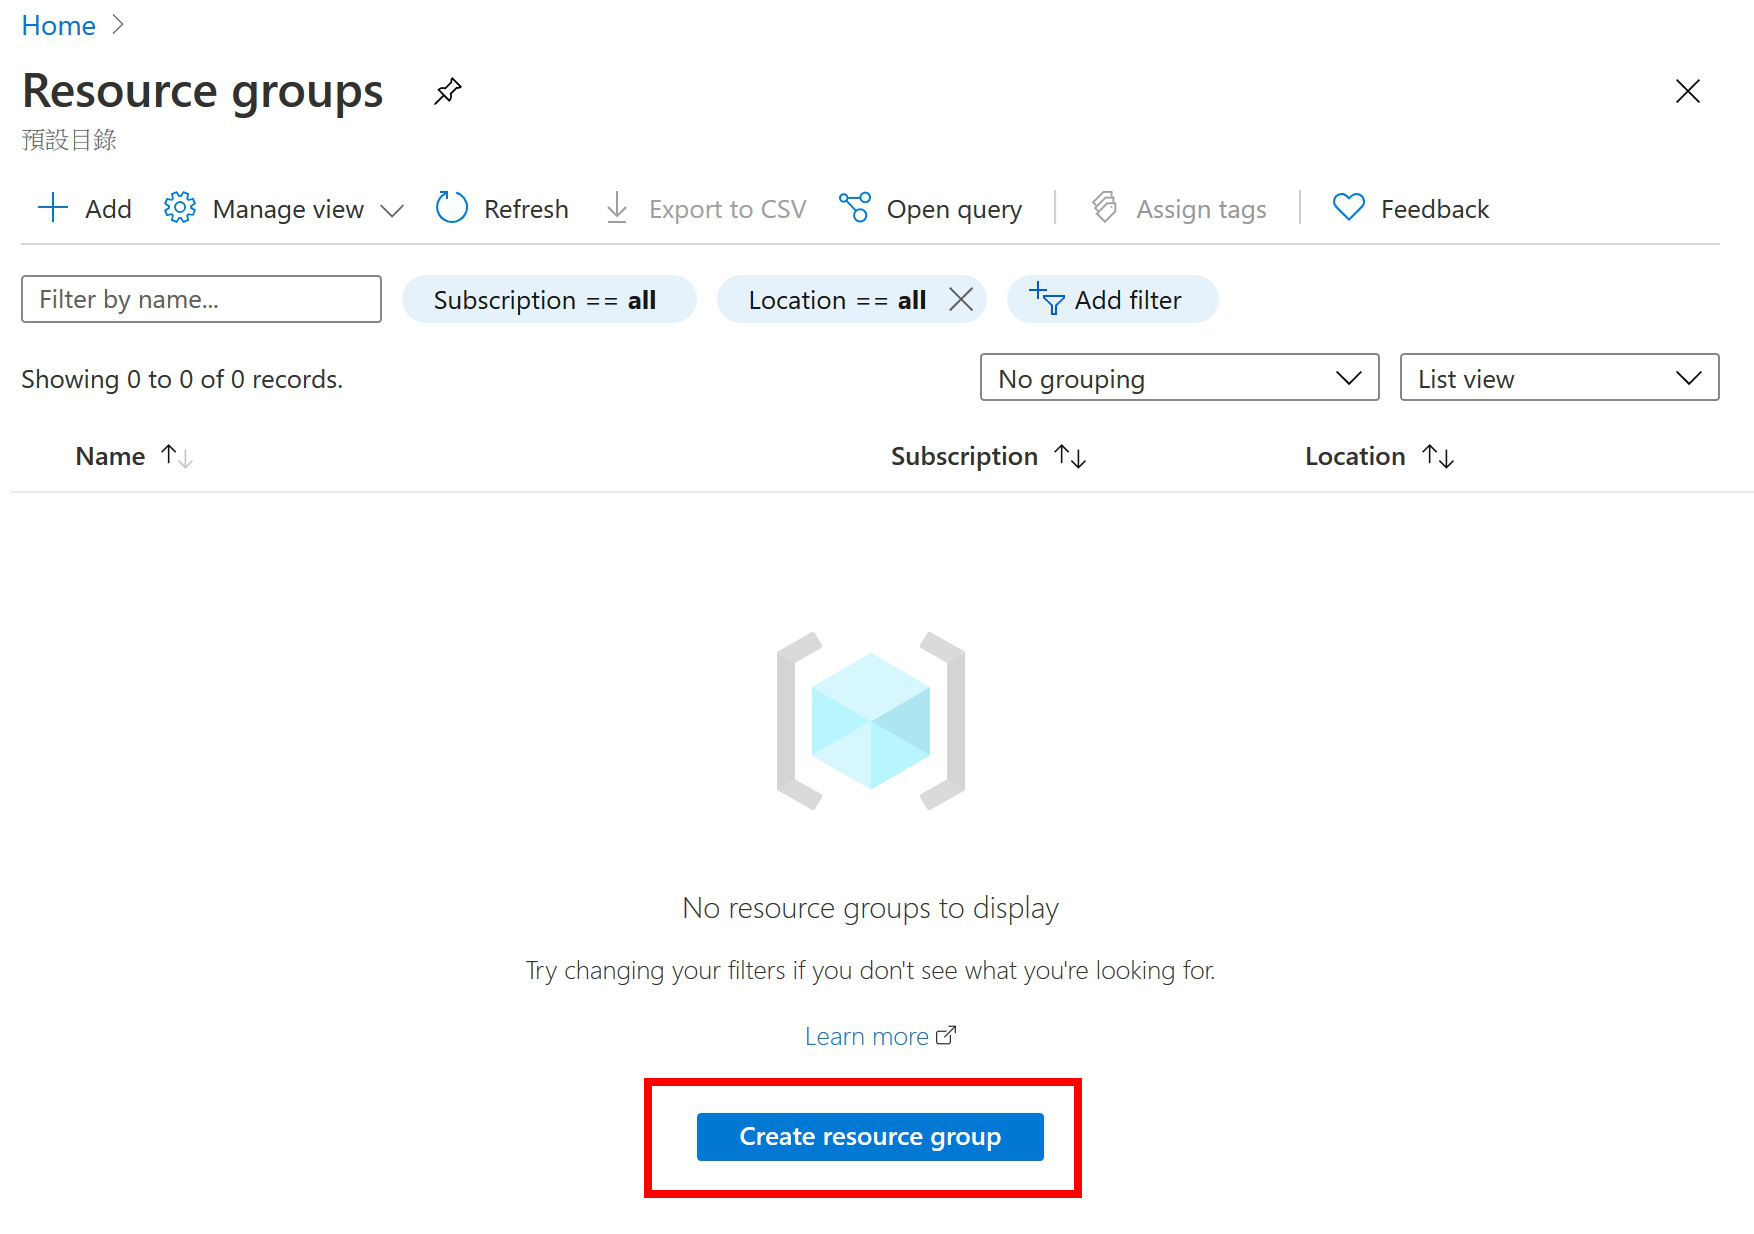 Home
Resource groups
預設目錄
Add Manage view Refresh Export to CSV Open query Assign tags Feedback
Filter by name... Subscription == all Location == all Add filter
Showing 0 to 0 of 0 records. No grouping List view
Name Subscription Location
No resource groups to display
Try changing your filters if you don't see what you're looking for.
Learn more
Create resource group